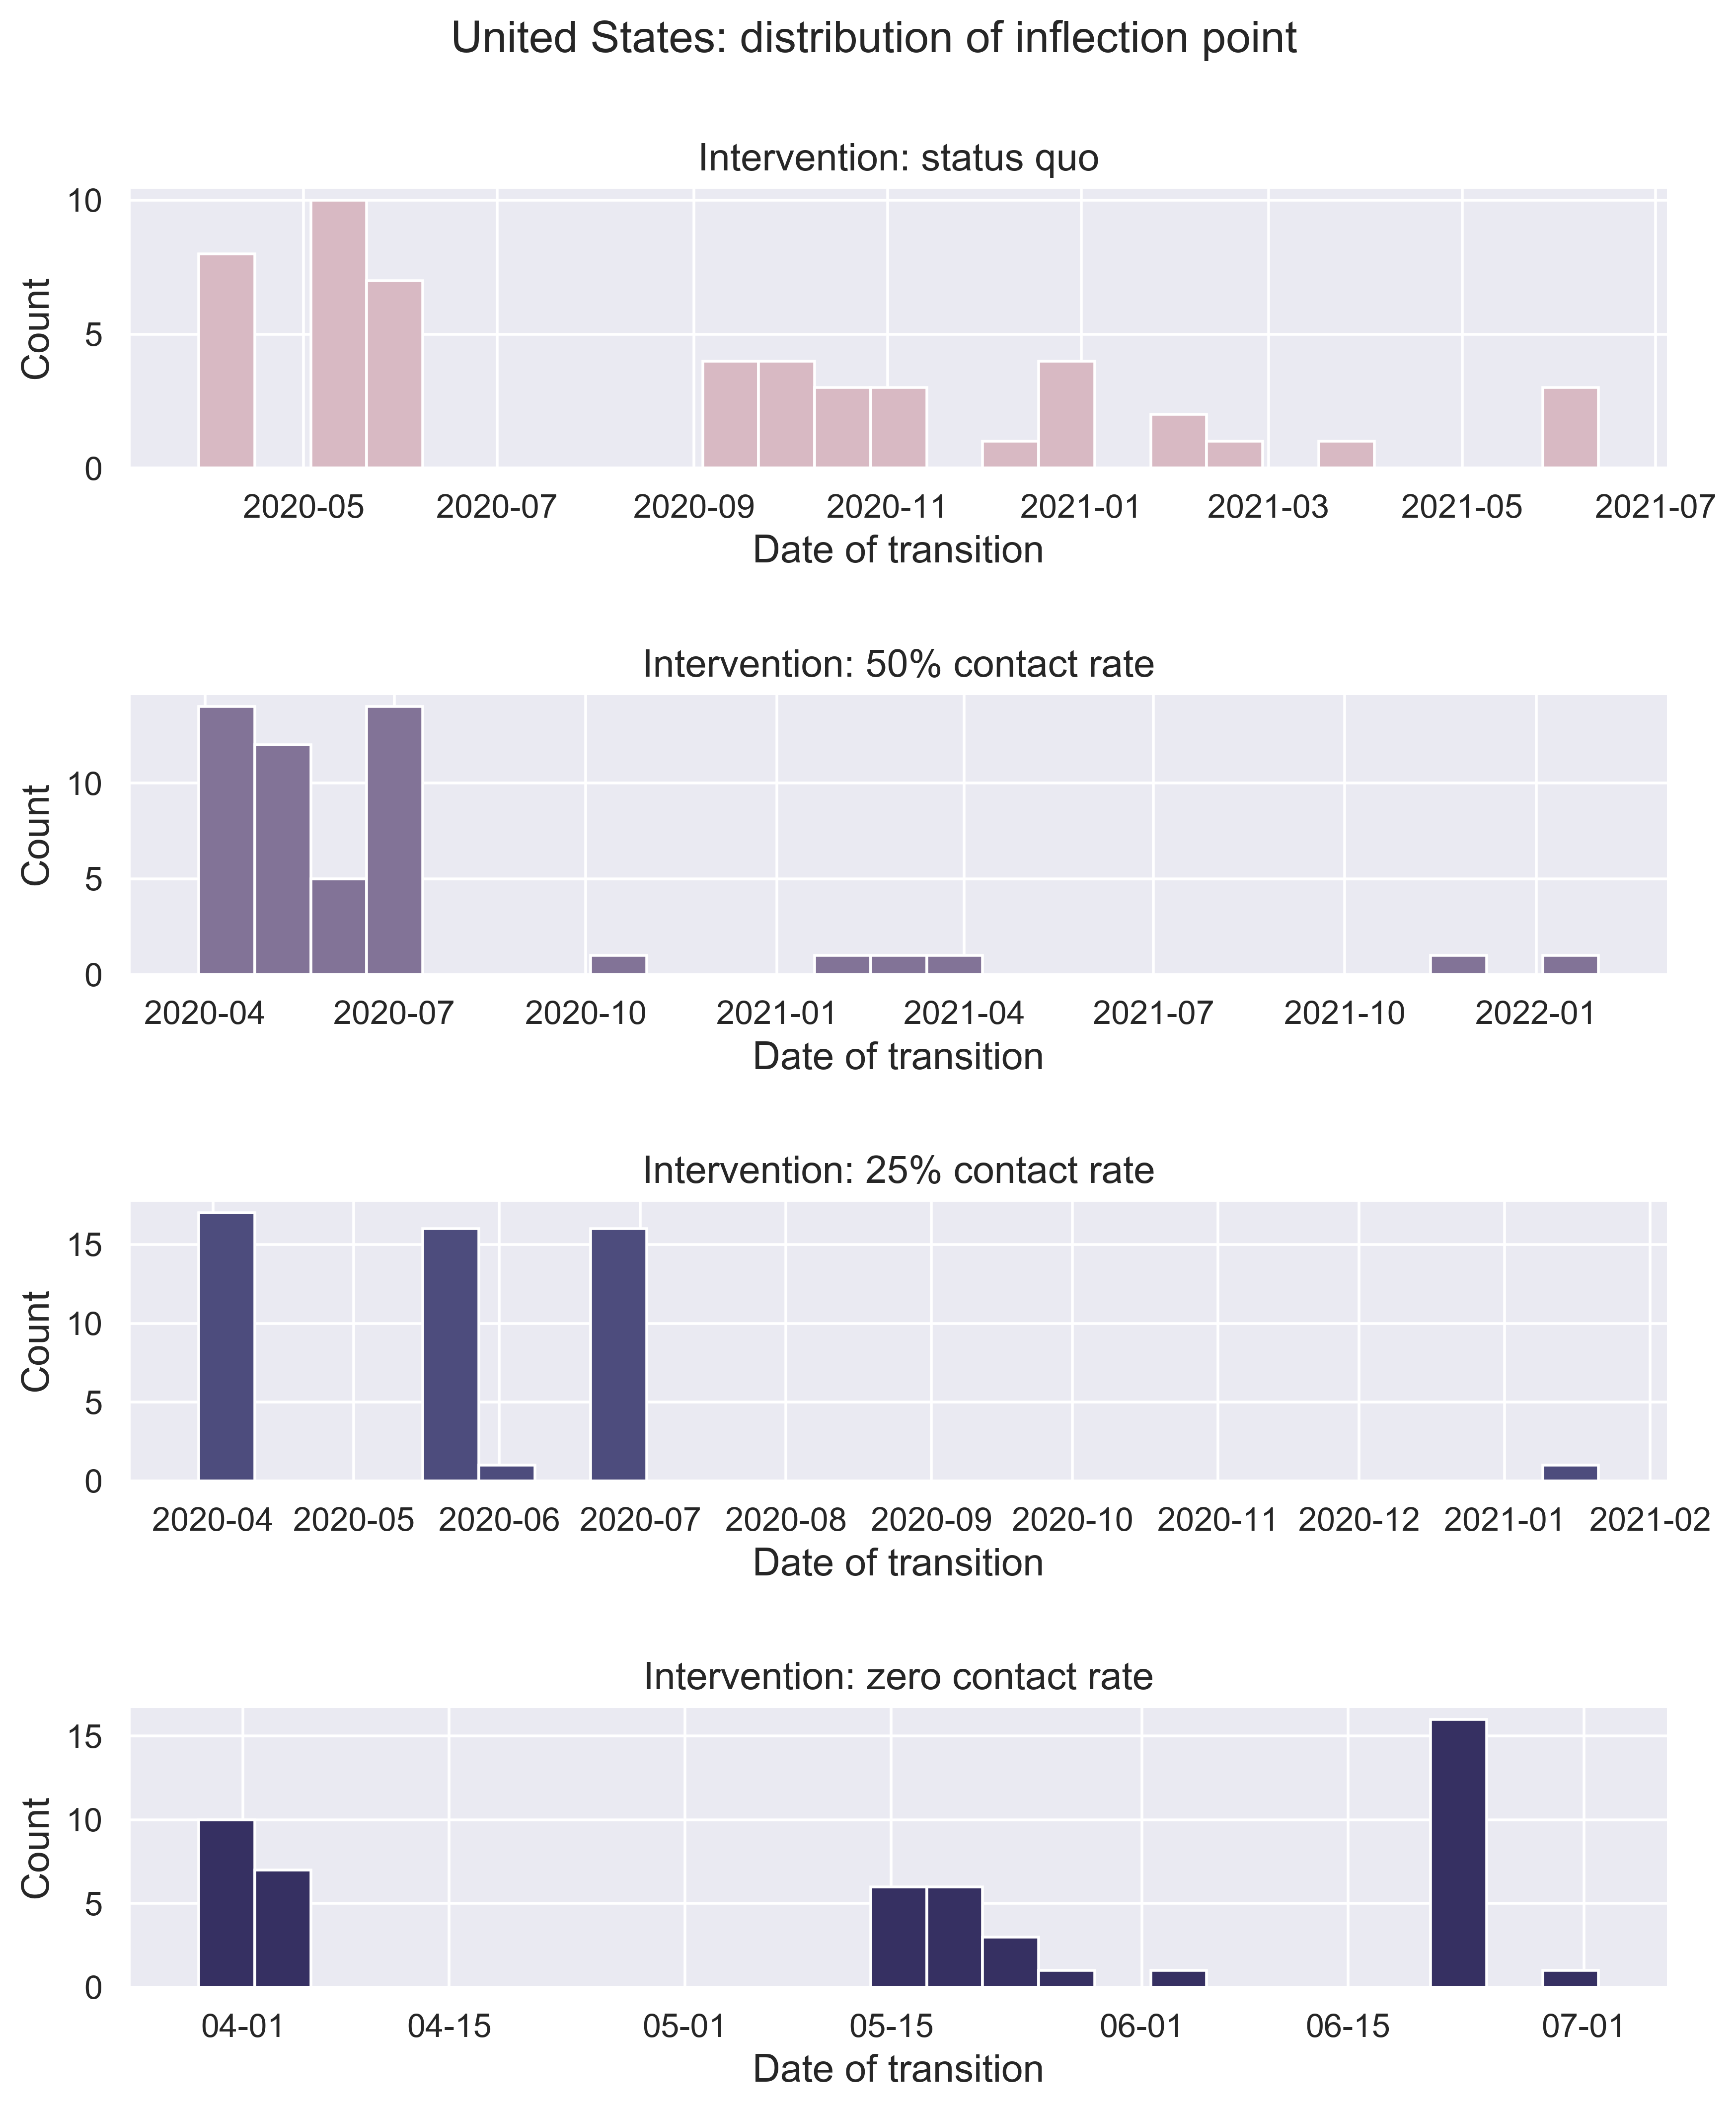 United States: distribution of inflection point
Intervention: status quo
10
5
0
Count
2020-05 2020-07 2020-09 2020-11 2021-01 2021-03 2021-05 2021-07
Date of transition
Intervention: 50% contact rate
10
5
0
Count
2020-04 2020-07 2020-10 2021-01 2021-04 2021-07 2021-10 2022-01
Date of transition
Intervention: 25% contact rate
15
10
5
0
Count
2020-04 2020-05 2020-06 2020-07 2020-08 2020-09 2020-10 2020-11 2020-12 2021-01 2021-02
Date of transition
Intervention: zero contact rate
15
10
5
0
Count
04-01 04-15 05-01 05-15 06-01 06-15 07-01
Date of transition